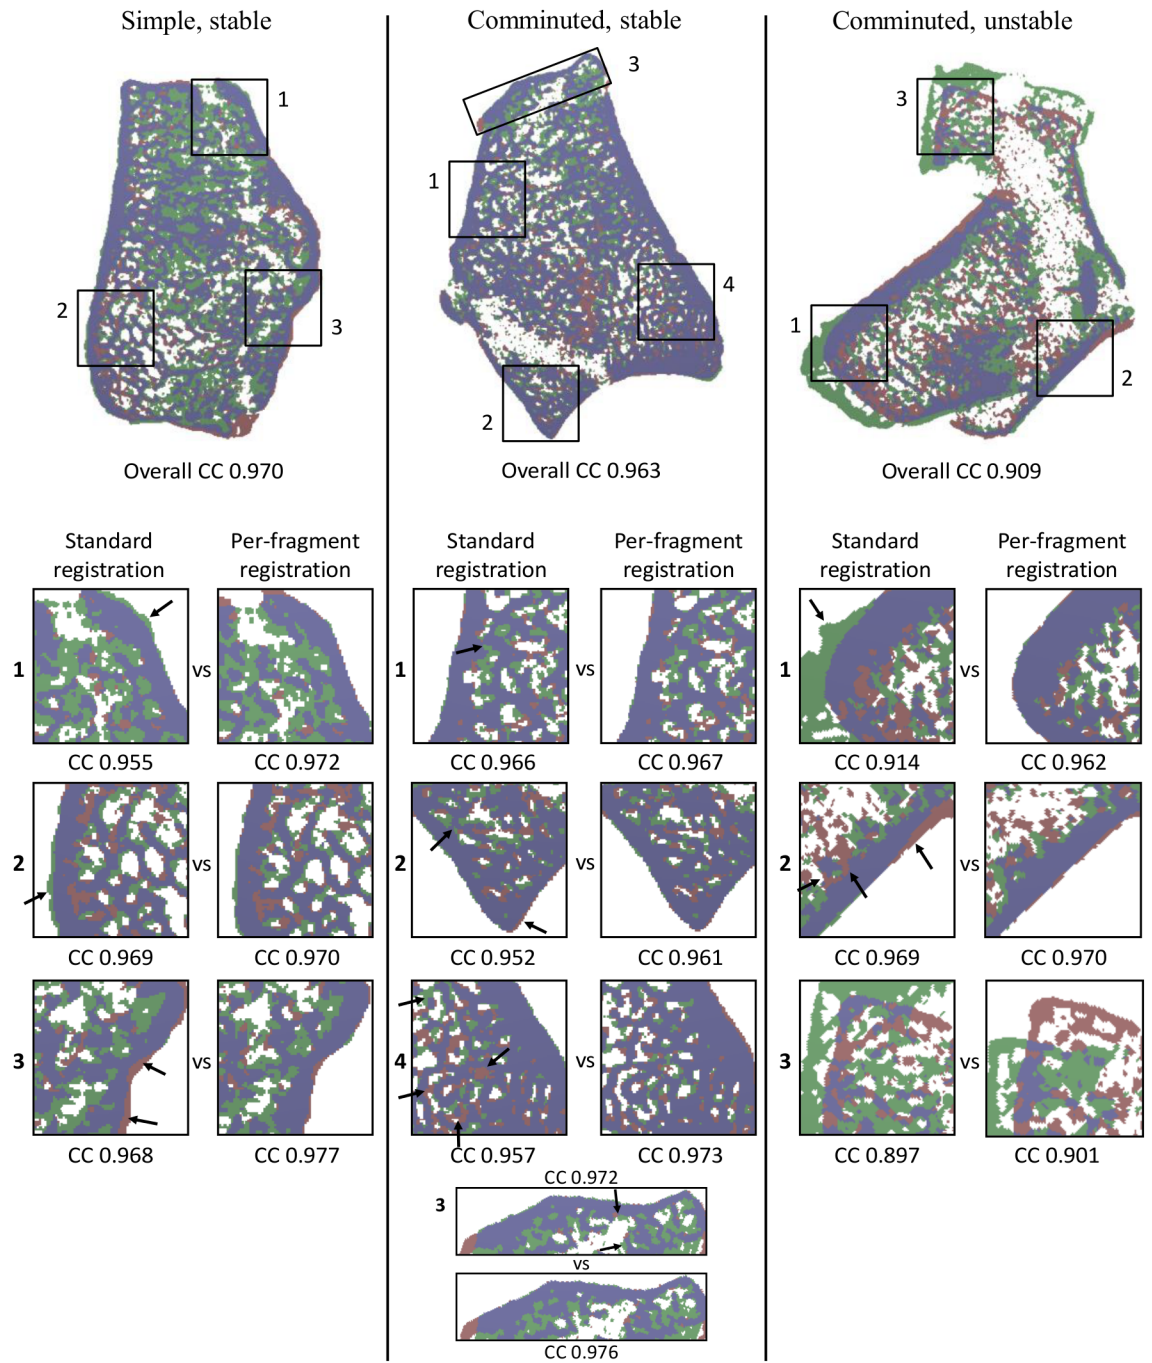 Simple, stable
1
2
3
Overall CC 0.970
Standard registration
Per-fragment registration
1
vs
CC 0.955
CC 0.972
2
vs
CC 0.969
CC 0.970
3
vs
CC 0.968
CC 0.977
Comminuted, stable
3
1
4
2
Overall CC 0.963
Standard registration
Per-fragment registration
1
vs
CC 0.966
CC 0.967
2
vs
CC 0.952
CC 0.961
4
vs
CC 0.957
CC 0.973
CC 0.972
3
vs
CC 0.976
Comminuted, unstable
3
1
2
Overall CC 0.909
Standard registration
Per-fragment registration
1
vs
CC 0.914
CC 0.962
2
vs
CC 0.969
CC 0.970
3
vs
CC 0.897
CC 0.901